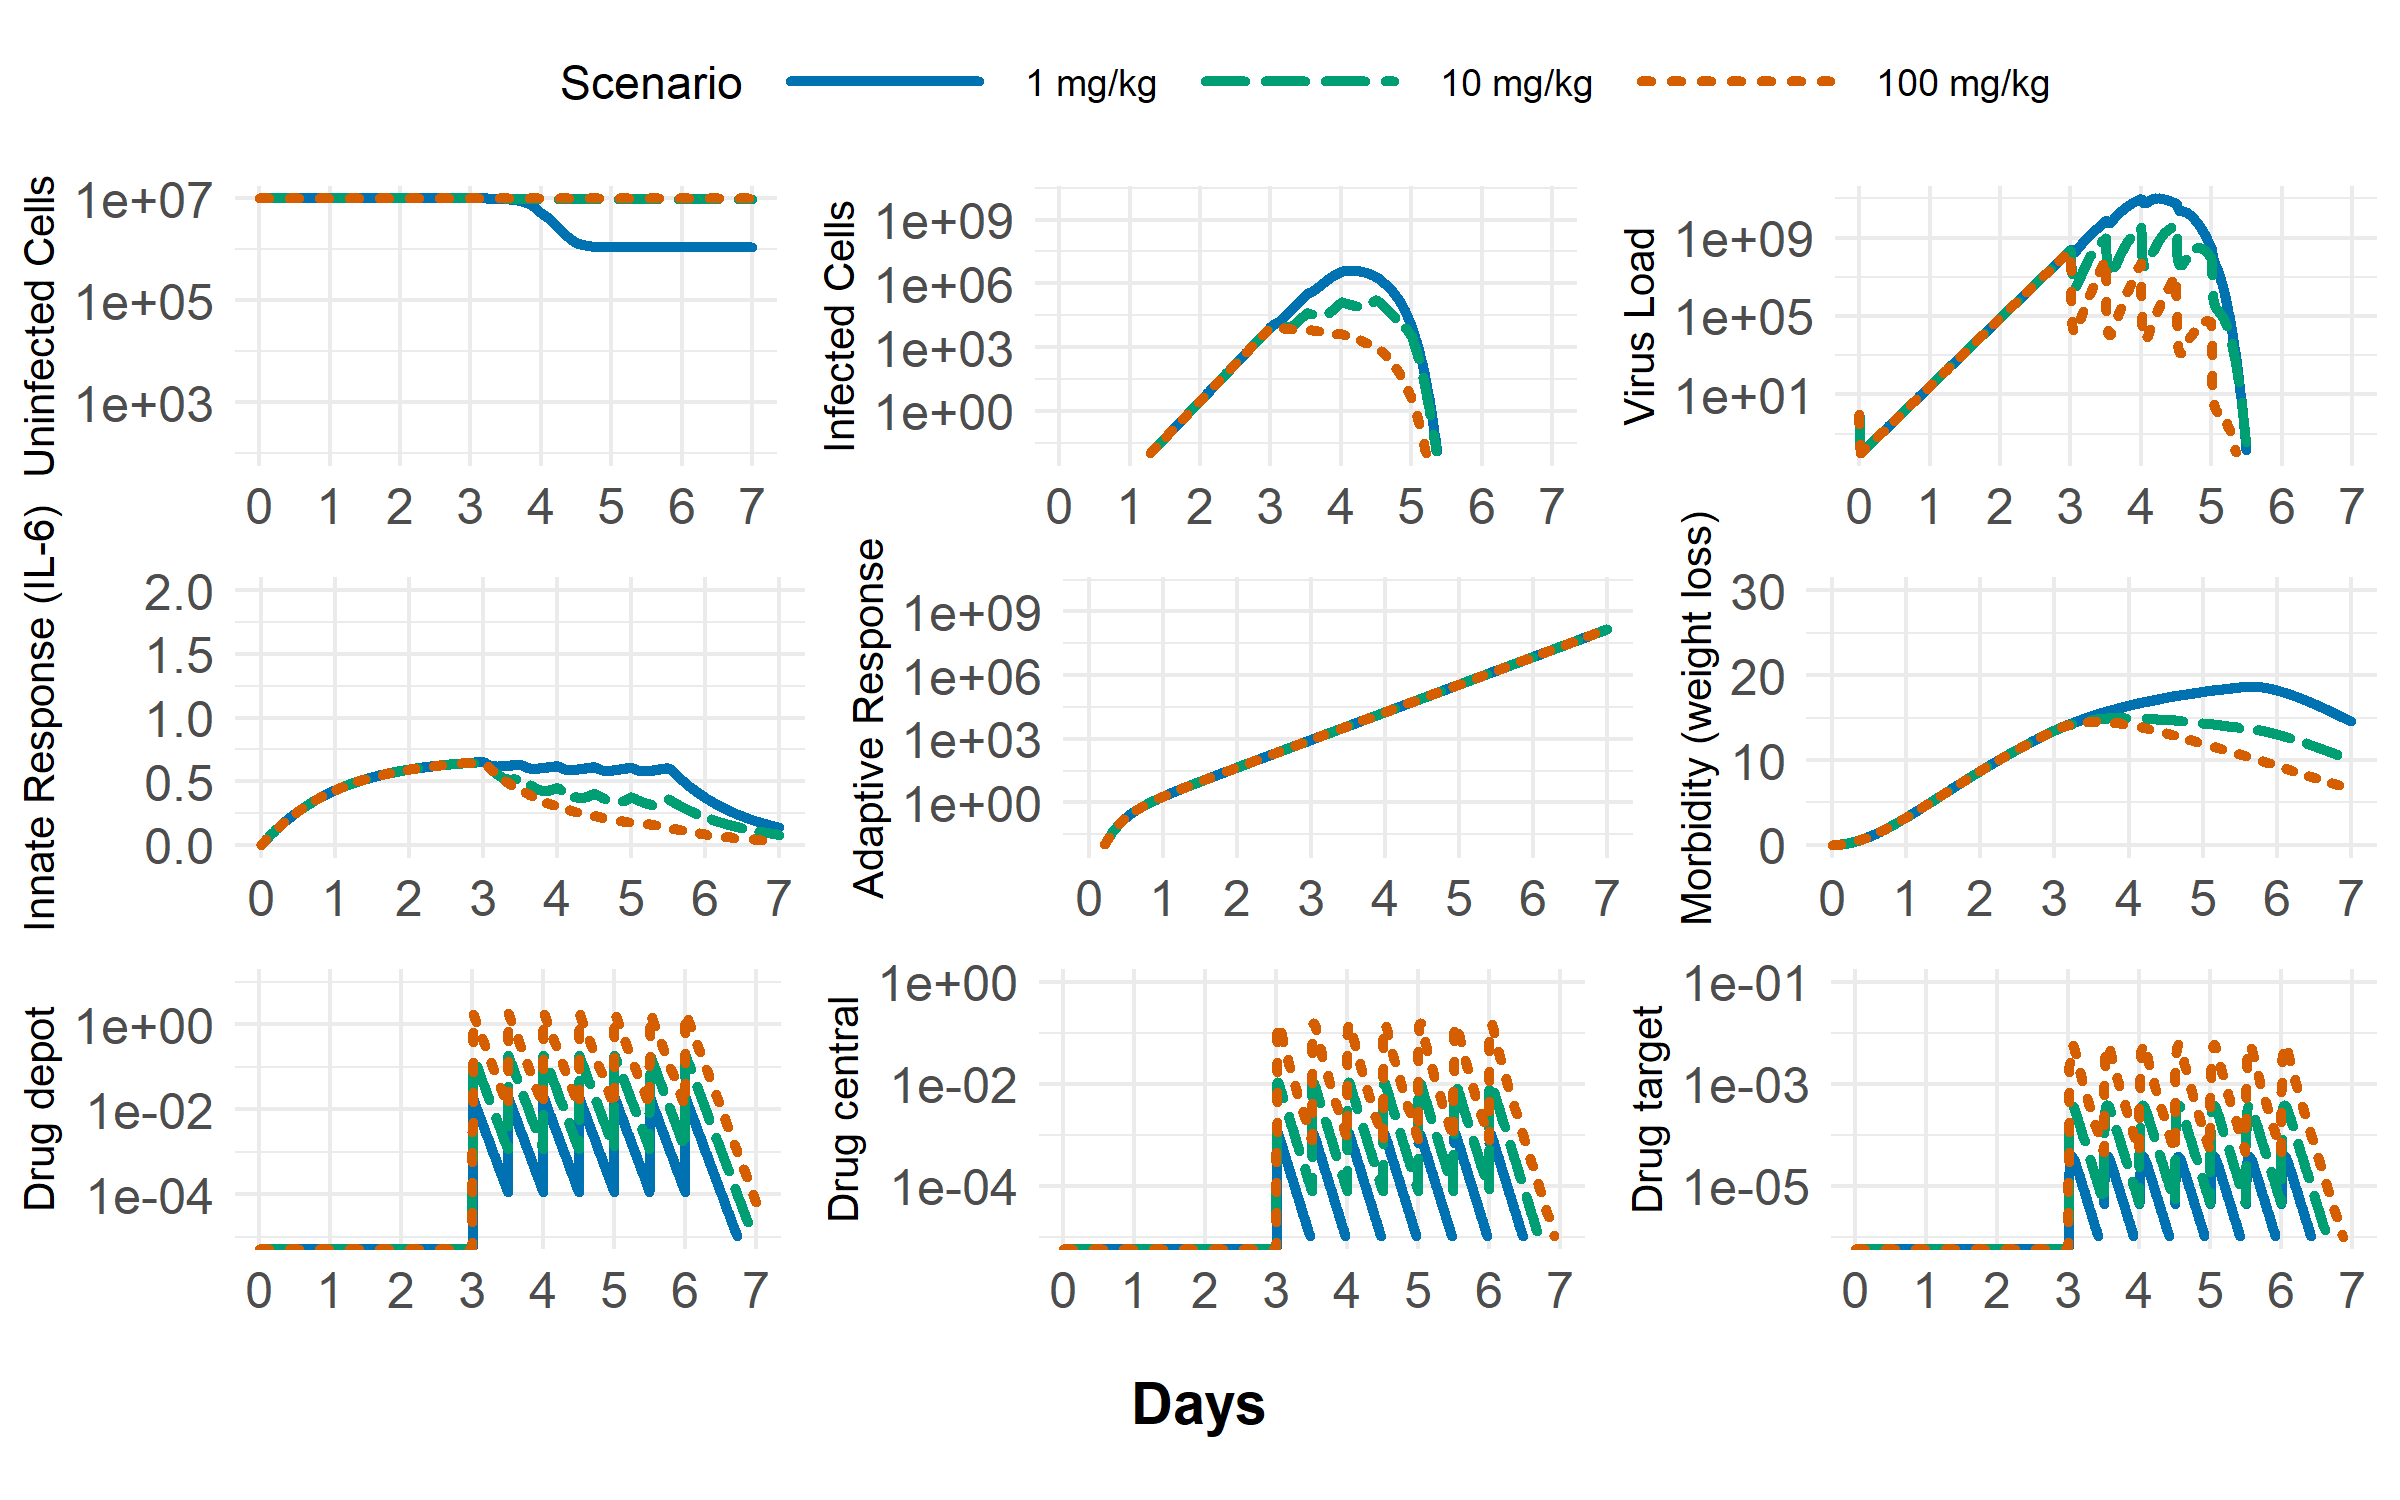 Scenario 1 mg/kg 10 mg/kg 100 mg/kg
Uninfected Cells
1e+07
1e+05
1e+03
0 1 2 3 4 5 6 7
Infected Cells
1e+09
1e+06
1e+03
1e+00
0 1 2 3 4 5 6 7
Virus Load
1e+09
1e+05
1e+01
0 1 2 3 4 5 6 7
Innate Response (IL-6)
2.0
1.5
1.0
0.5
0.0
0 1 2 3 4 5 6 7
Adaptive Response
1e+09
1e+06
1e+03
1e+00
0 1 2 3 4 5 6 7
Morbidity (weight loss)
30
20
10
0
0 1 2 3 4 5 6 7
Drug depot
1e+00
1e-02
1e-04
0 1 2 3 4 5 6 7
Drug central
1e+00
1e-02
1e-04
0 1 2 3 4 5 6 7
Drug target
1e-01
1e-03
1e-05
0 1 2 3 4 5 6 7
Days